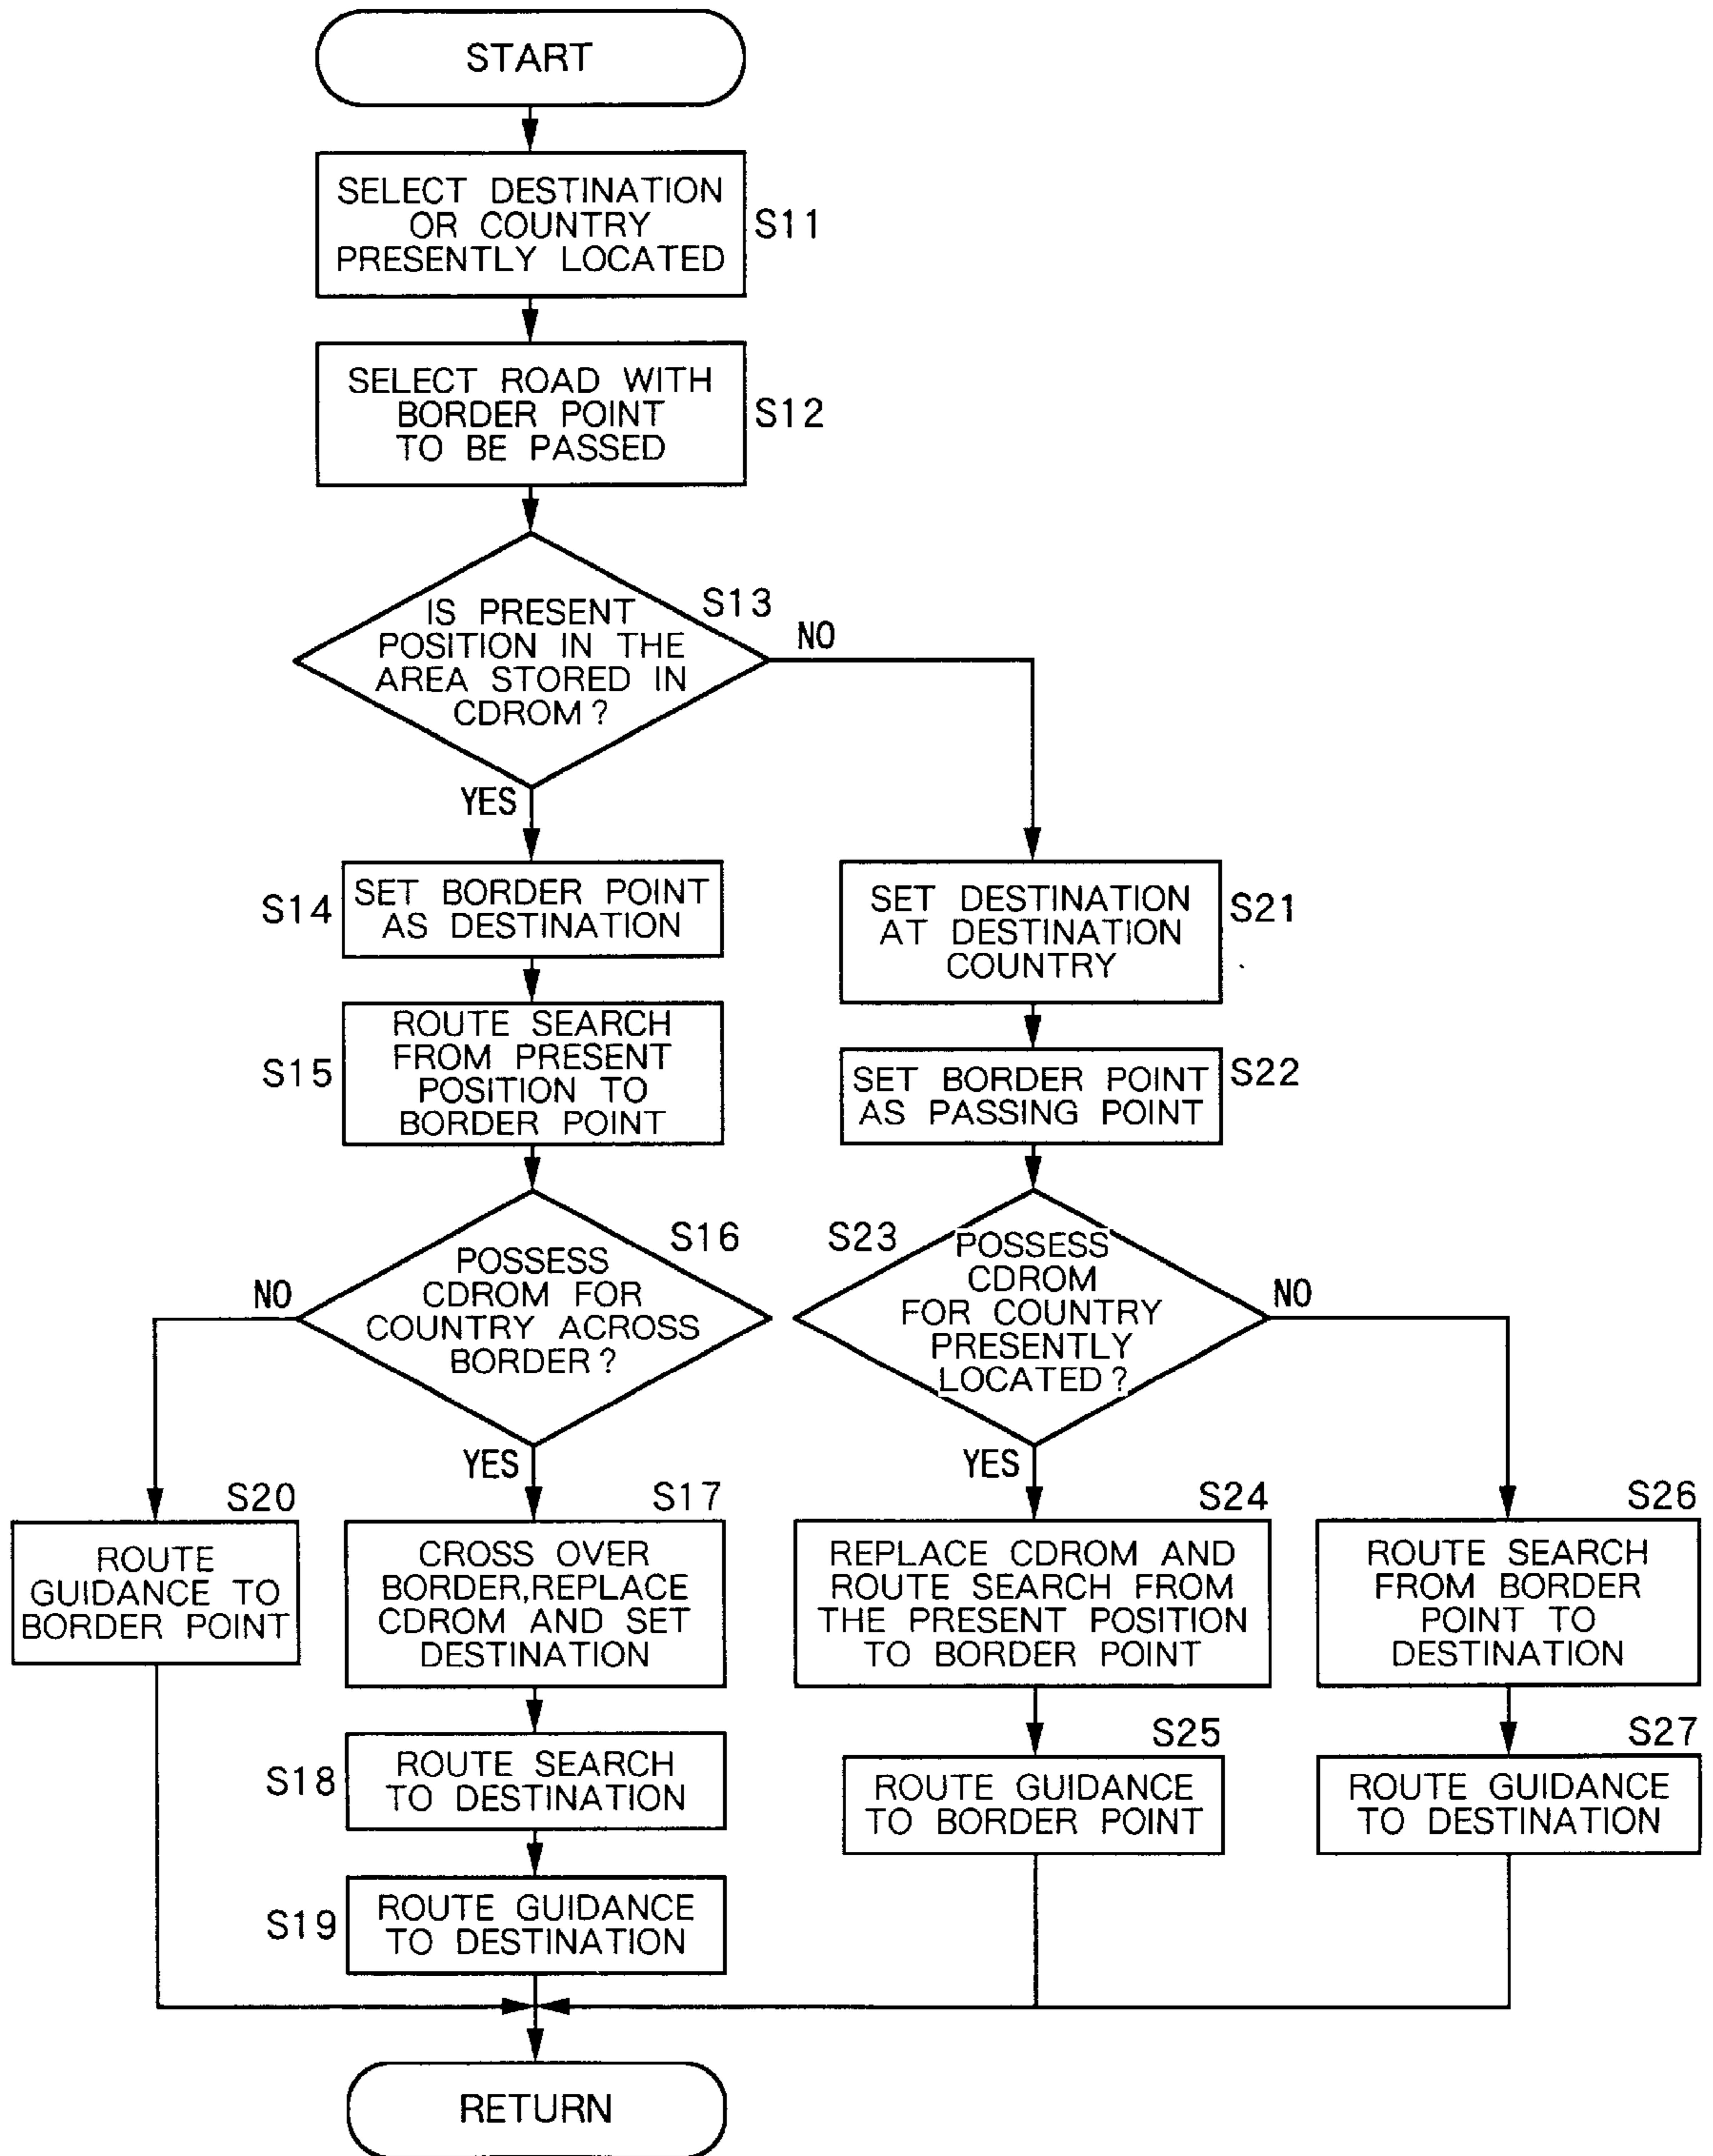 START
SELECT DESTINATION
OR COUNTRY
PRESENTLY LOCATED
S11
SELECT ROAD WITH
BORDER POINT
TO BE PASSED
S12
IS PRESENT
POSITION IN THE
AREA STORED IN
CDROM?
S13
NO
YES
S14
SET BORDER POINT
AS DESTINATION
SET DESTINATION
AT DESTINATION
COUNTRY
S21
S15
ROUTE SEARCH
FROM PRESENT
POSITION TO
BORDER POINT
SET BORDER POINT
AS PASSING POINT
S22
S16
POSSESS
CDROM FOR
COUNTRY ACROSS
BORDER?
NO
YES
S23
POSSESS
CDROM
FOR COUNTRY
PRESENTLY
LOCATED?
NO
YES
S20
ROUTE
GUIDANCE TO
BORDER POINT
S17
CROSS OVER
BORDER,REPLACE
CDROM AND SET
DESTINATION
S24
REPLACE CDROM AND
ROUTE SEARCH FROM
THE PRESENT POSITION
TO BORDER POINT
S26
ROUTE SEARCH
FROM BORDER
POINT TO
DESTINATION
S18
ROUTE SEARCH
TO DESTINATION
S25
ROUTE GUIDANCE
TO BORDER POINT
S27
ROUTE GUIDANCE
TO DESTINATION
S19
ROUTE GUIDANCE
TO DESTINATION
RETURN